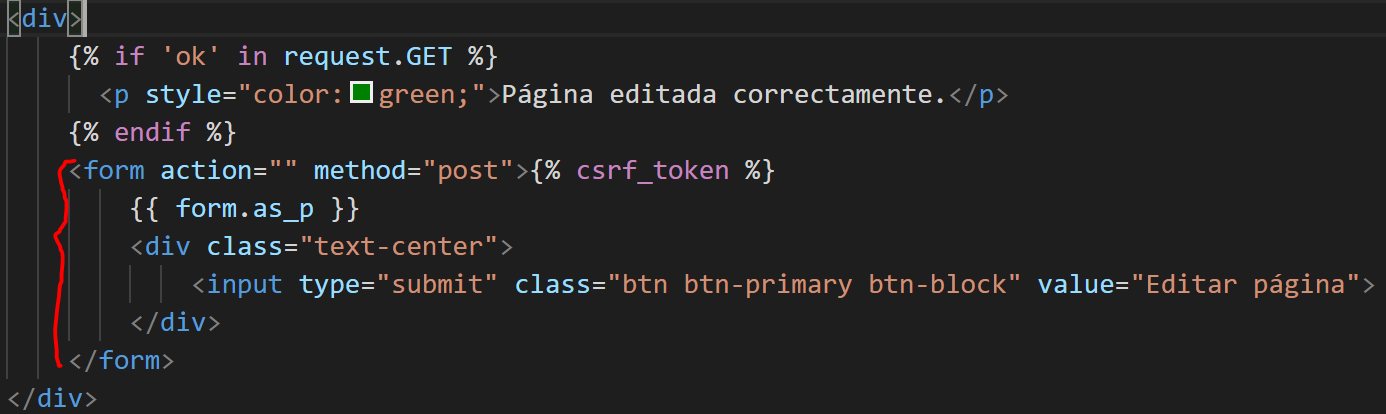 <div>
{% if 'ok' in request.GET %}
<p style="color:green;">Página editada correctamente.</p>
{% endif %}
<form action="" method="post">{% csrf_token %}
{{ form.as_p }}
<div class="text-center">
<input type="submit" class="btn btn-primary btn-block" value="Editar página">
</div>
</form>
</div>